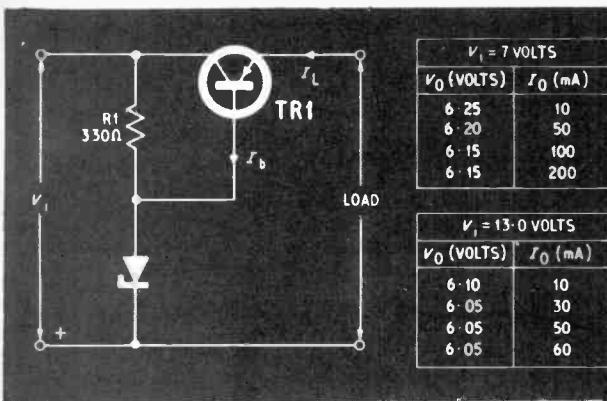 I_L
TR1
R1
330Ω
I_b
V_I
LOAD
+
V_I = 7 VOLTS
V_O (VOLTS) I_O (mA)
6·25 10
6·20 50
6·15 100
6·15 200
V_I = 13·0 VOLTS
V_O (VOLTS) I_O (mA)
6·10 10
6·05 30
6·05 50
6·05 60